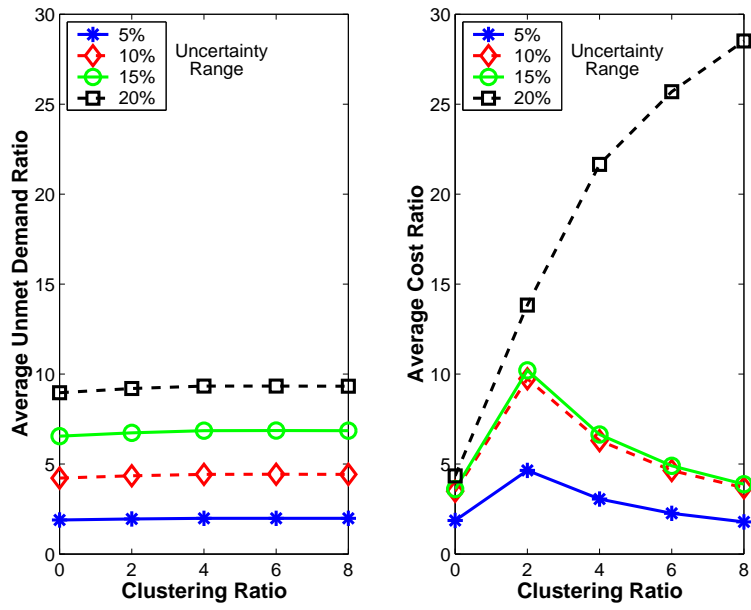 30
25
20
15
10
5
0
0 2 4 6 8
Average Unmet Demand Ratio
Clustering Ratio
5%
10%
15%
20%
Uncertainty
Range
30
25
20
15
10
5
0
0 2 4 6 8
Average Cost Ratio
Clustering Ratio
5%
10%
15%
20%
Uncertainty
Range